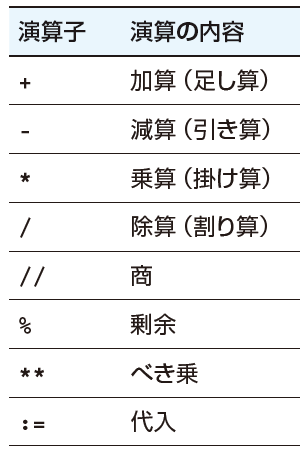 演算子 演算の内容
+ 加算（足し算）
- 減算（引き算）
* 乗算（掛け算）
/ 除算（割り算）
// 商
% 剰余
** べき乗
:= 代入